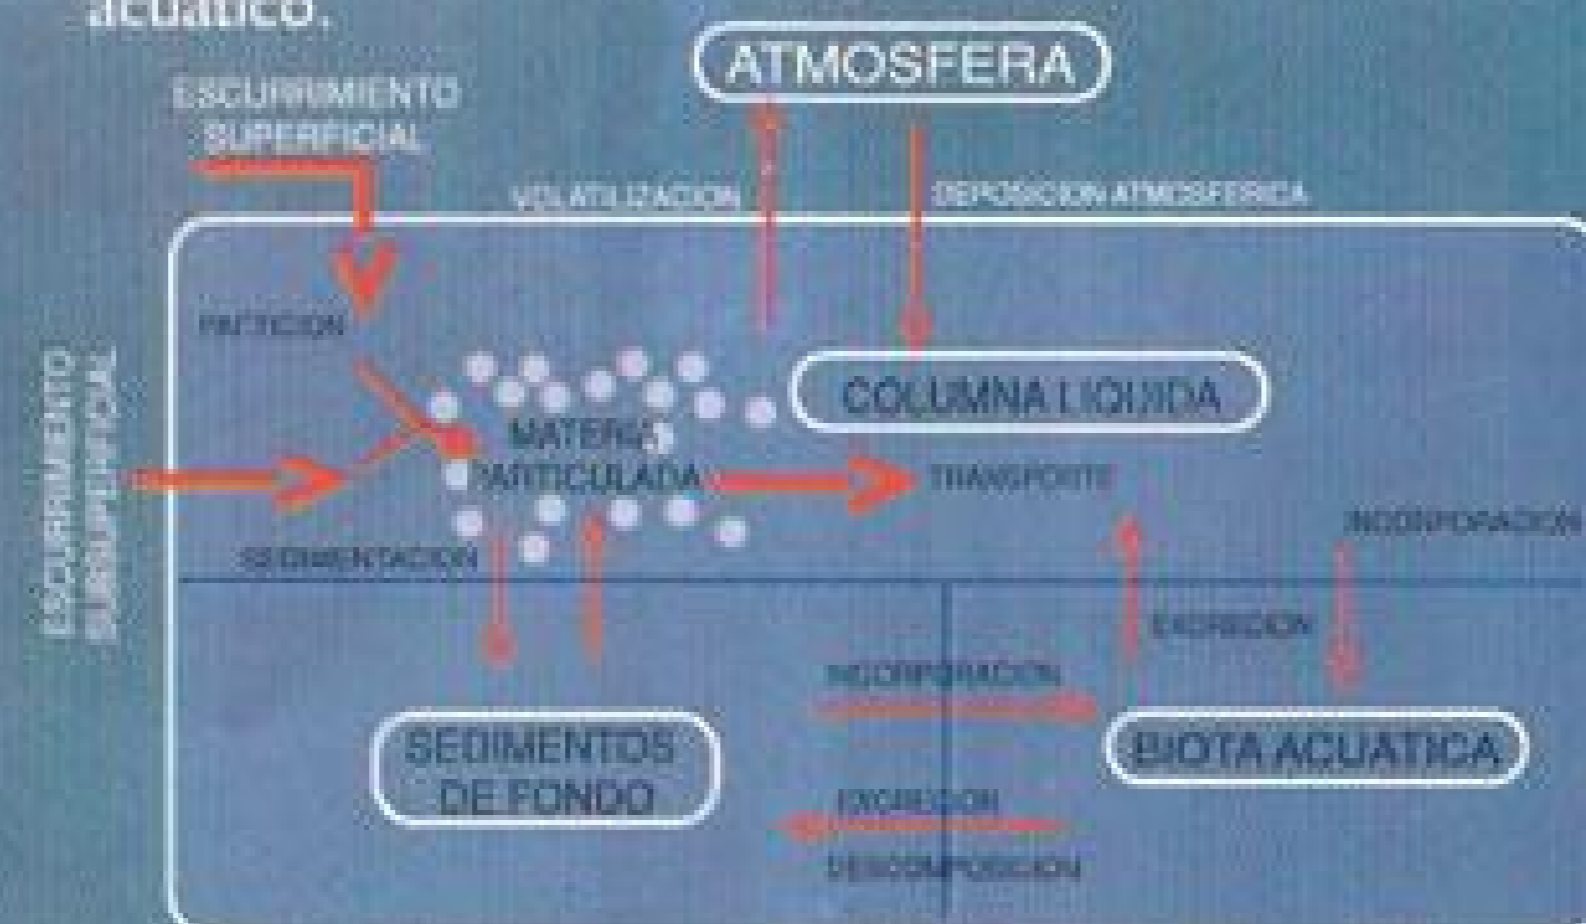 acuático.
ATMOSFERA
ESCURRIMIENTO
SUPERFICIAL
VOLATILIZACION
DEPOSICION ATMOSFERICA
PARTICION
COLUMNA LIQUIDA
MATERIA
PARTICULADA
TRANSPORTE
ESCURRIMIENTO
SUBSUPERFICIAL
INCORPORACION
SEDIMENTACION
EXCRECION
INCORPORACION
SEDIMENTOS
DE FONDO
BIOTA ACUATICA
EXCRECION
DESCOMPOSICION